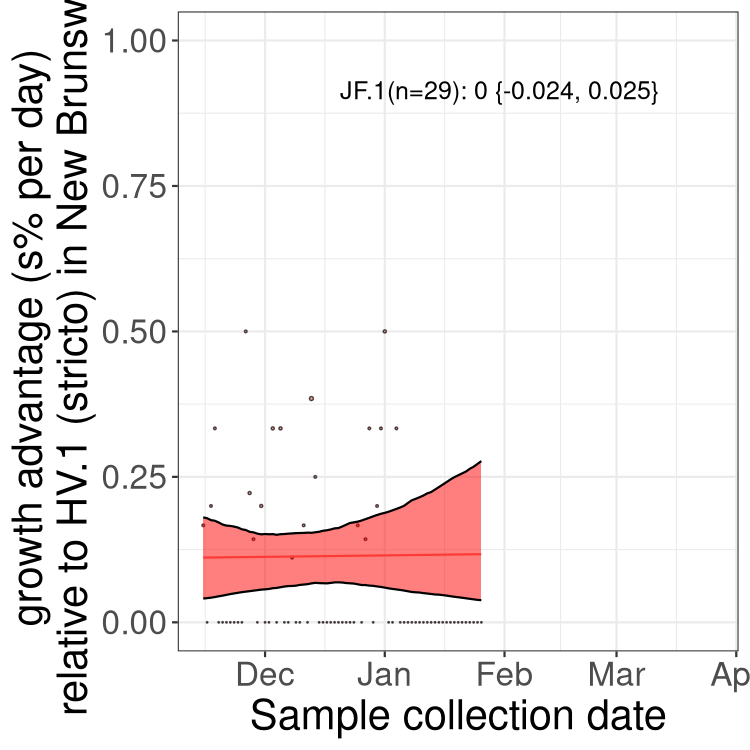 growth advantage (s% per day)
relative to HV.1 (stricto) in New Brunsw
1.00
0.75
0.50
0.25
0.00
JF.1(n=29): 0 {-0.024, 0.025}
Dec Jan Feb Mar Ap
Sample collection date